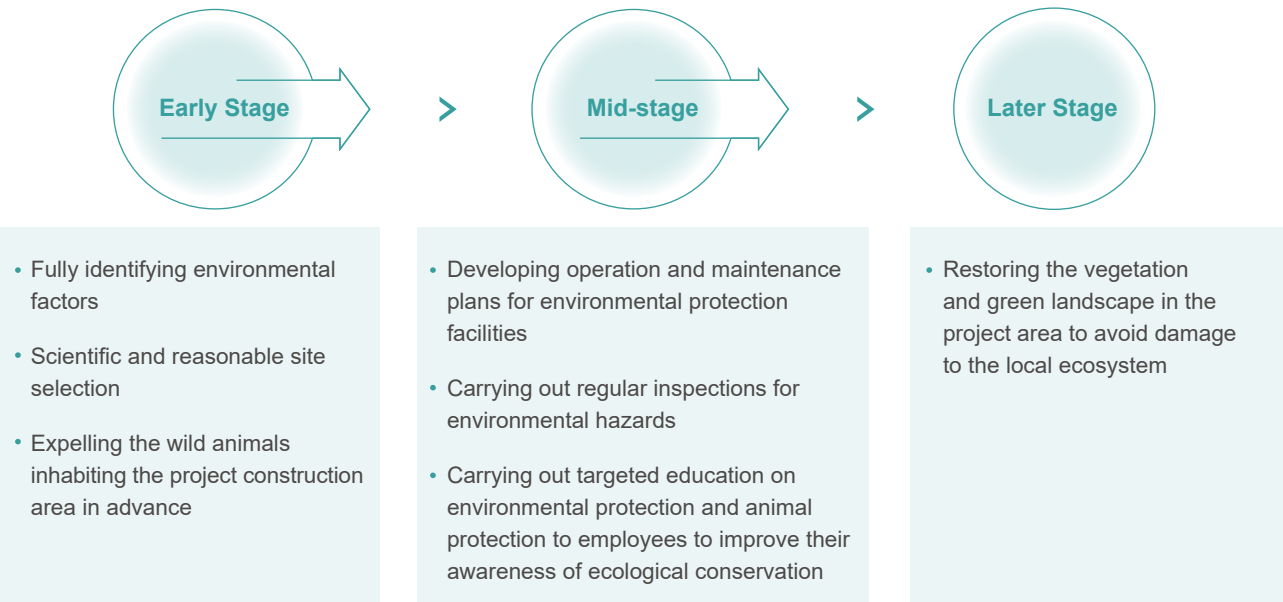 Early Stage
>
Mid-stage
>
Later Stage
• Fully identifying environmental
factors
• Scientific and reasonable site
selection
• Expelling the wild animals
inhabiting the project construction
area in advance
• Developing operation and maintenance
plans for environmental protection
facilities
• Carrying out regular inspections for
environmental hazards
• Carrying out targeted education on
environmental protection and animal
protection to employees to improve their
awareness of ecological conservation
• Restoring the vegetation
and green landscape in the
project area to avoid damage
to the local ecosystem